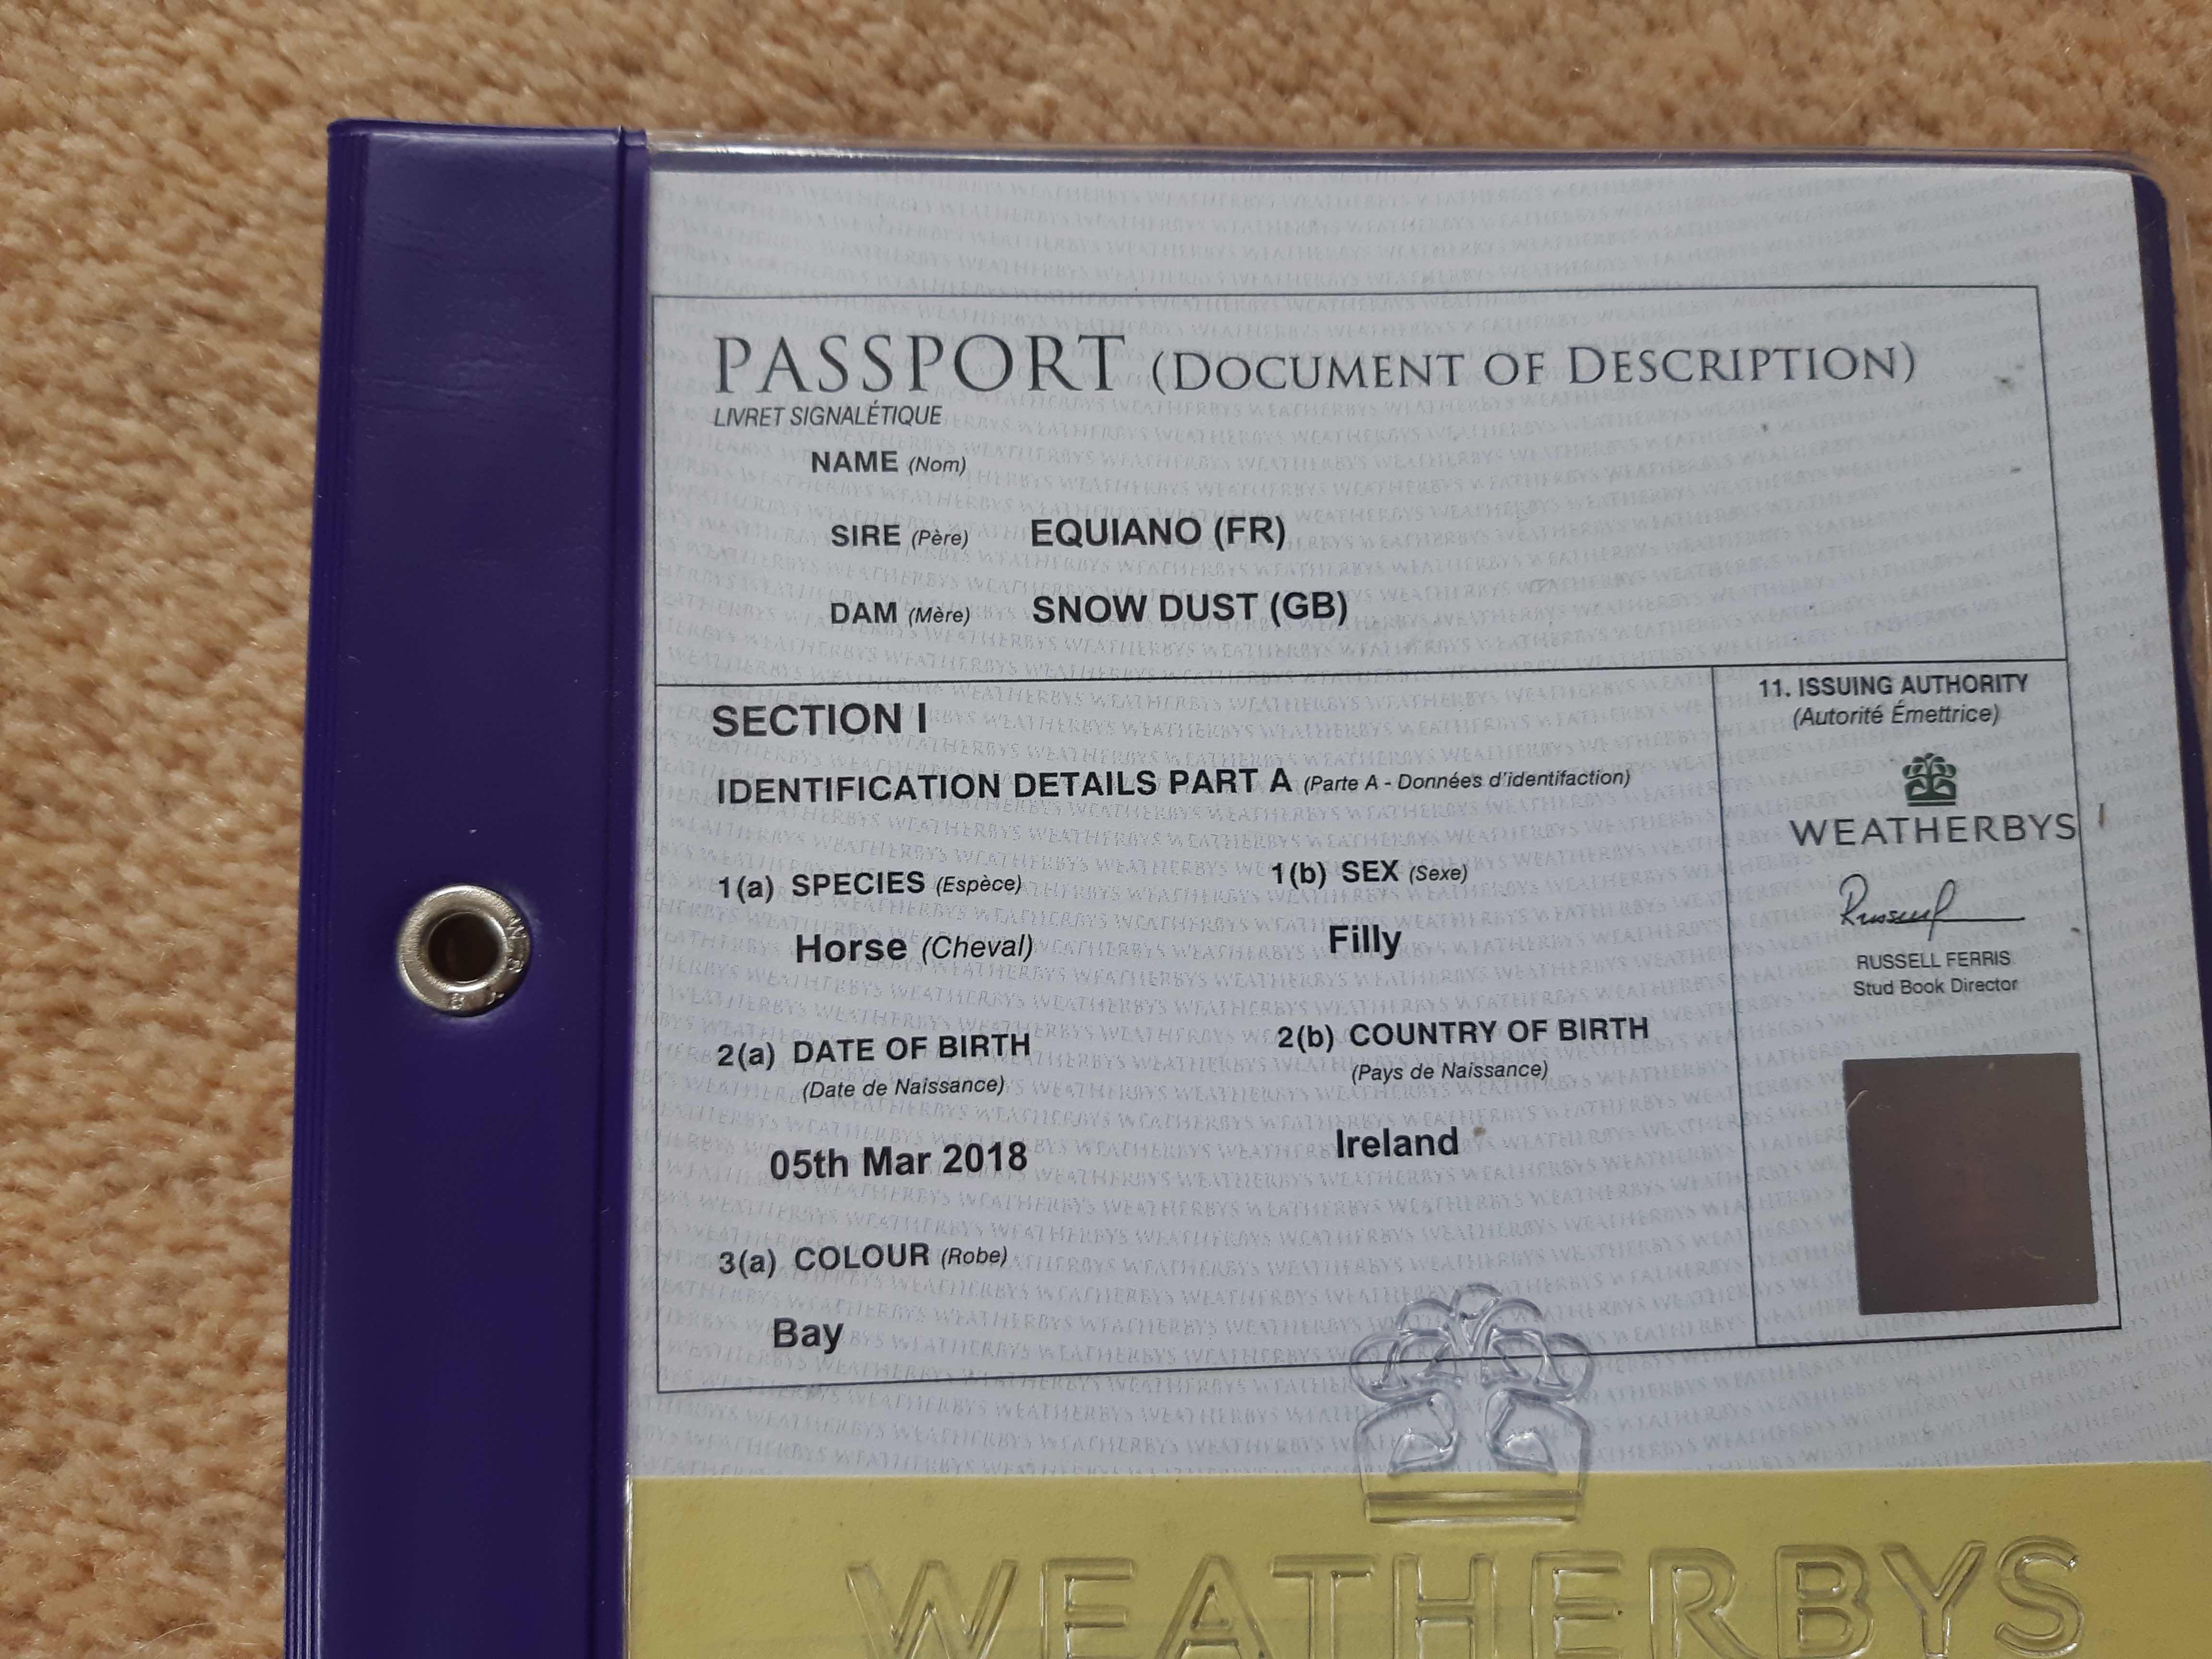 PASSPORT (DOCUMENT OF DESCRIPTION)
LIVRET SIGNALÉTIQUE
NAME (Nom)
SIRE (Père) EQUIANO (FR)
DAM (Mère) SNOW DUST (GB)
SECTION I
IDENTIFICATION DETAILS PART A (Parte A - Données d'identifaction)
1(a) SPECIES (Espèce)
Horse (Cheval)
1(b) SEX (Sexe)
Filly
2(a) DATE OF BIRTH
(Date de Naissance)
05th Mar 2018
2(b) COUNTRY OF BIRTH
(Pays de Naissance)
Ireland
3(a) COLOUR (Robe)
Bay
11. ISSUING AUTHORITY
(Autorité Émettrice)
WEATHERBYS
RUSSELL FERRIS
Stud Book Director
WEATHERBYS